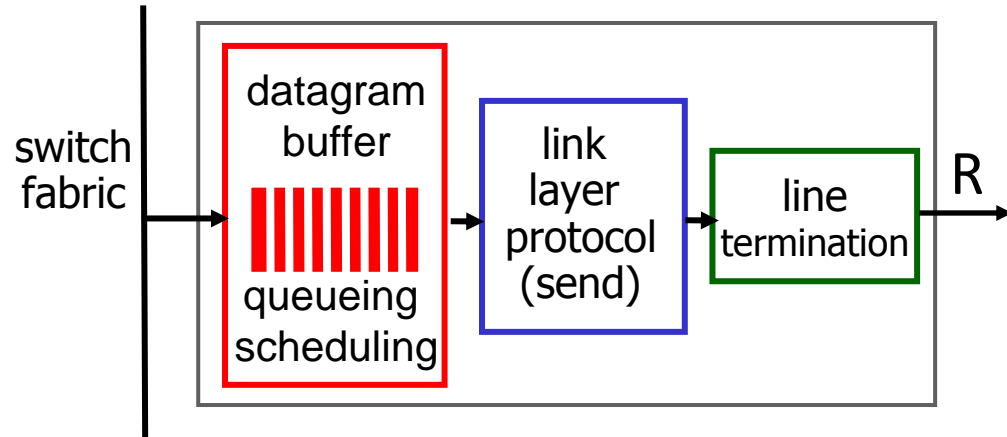 switch
fabric
datagram
buffer
queueing
scheduling
link
layer
protocol
(send)
line
termination
R